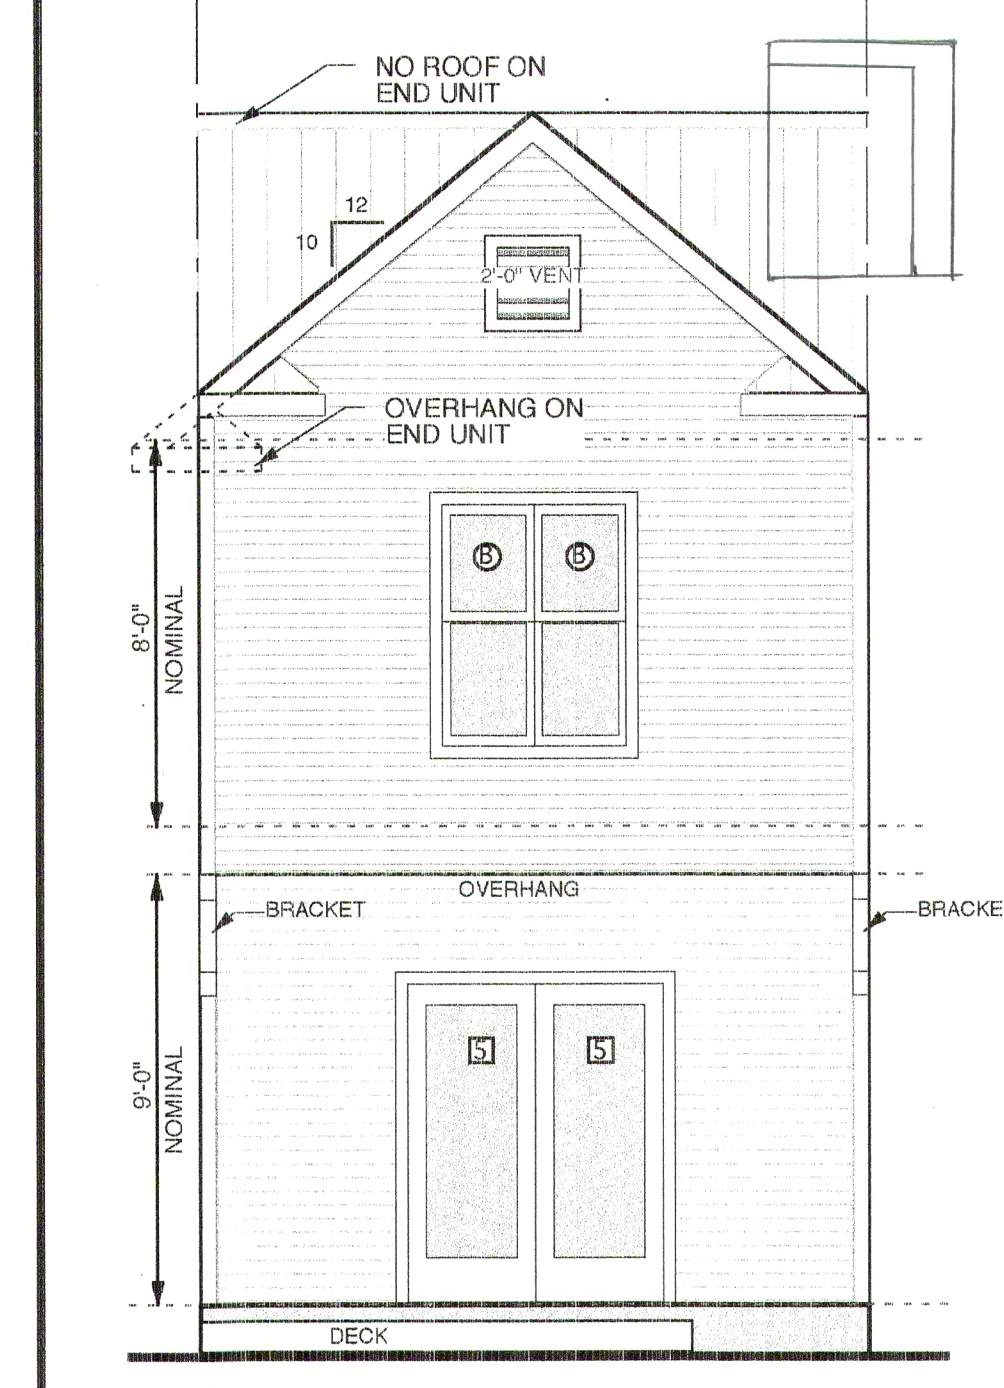 NO ROOF ON
END UNIT
12
10
2'-0" VENT
OVERHANG ON
END UNIT
B
B
8'-0"
NOMINAL
OVERHANG
BRACKET
BRACKE
5
5
9'-0"
NOMINAL
DECK